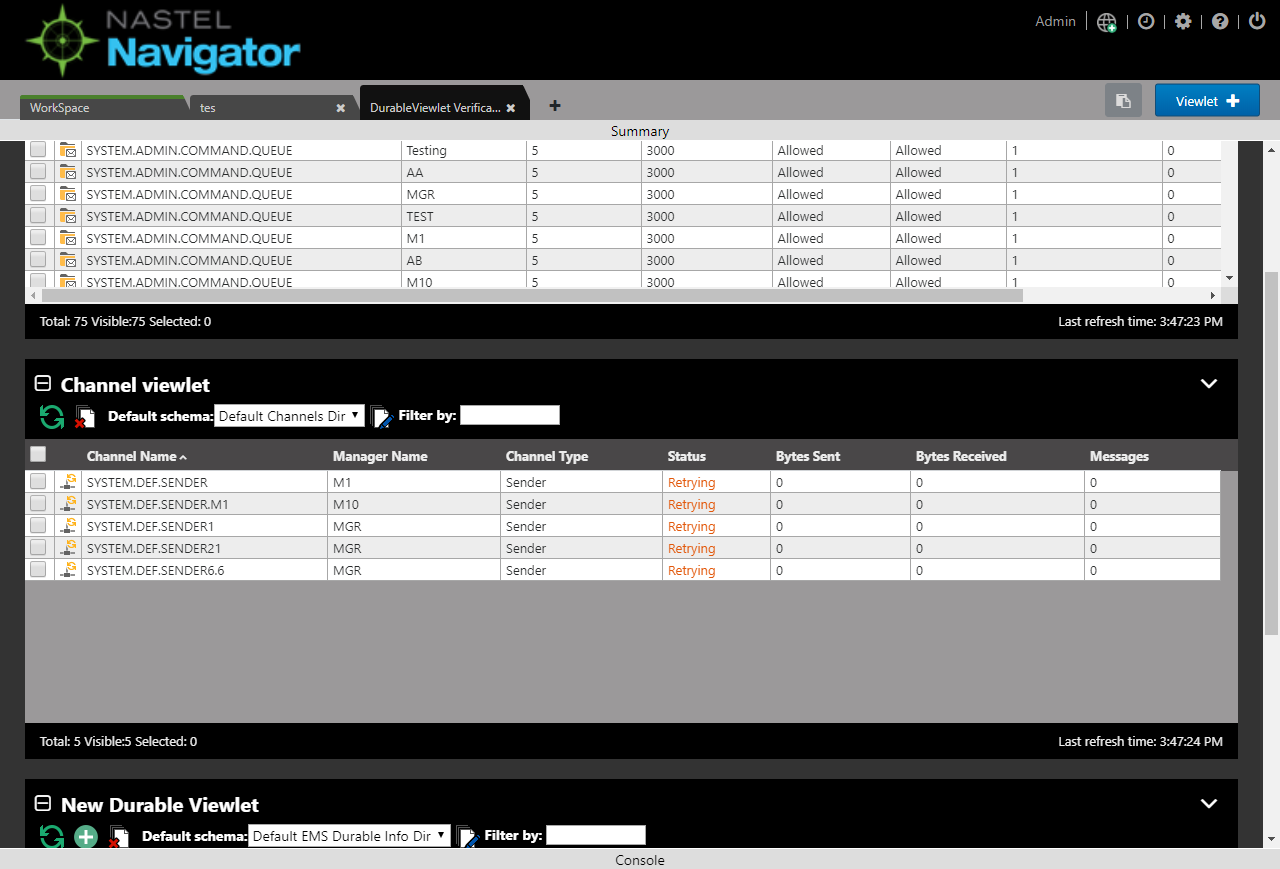 NASTEL
Navigator
Admin
WorkSpace tes DurableViewlet Verifica... Viewlet
Summary
SYSTEM.ADMIN.COMMAND.QUEUE Testing 5 3000 Allowed Allowed 1 0
SYSTEM.ADMIN.COMMAND.QUEUE AA 5 3000 Allowed Allowed 1 0
SYSTEM.ADMIN.COMMAND.QUEUE MGR 5 3000 Allowed Allowed 1 0
SYSTEM.ADMIN.COMMAND.QUEUE TEST 5 3000 Allowed Allowed 1 0
SYSTEM.ADMIN.COMMAND.QUEUE M1 5 3000 Allowed Allowed 1 0
SYSTEM.ADMIN.COMMAND.QUEUE AB 5 3000 Allowed Allowed 1 0
SYSTEM.ADMIN.COMMAND.QUEUE M10 5 3000 Allowed Allowed 1 0
Total: 75 Visible:75 Selected: 0 Last refresh time: 3:47:23 PM
Channel viewlet
Default schema: Default Channels Dir Filter by:
Channel Name Manager Name Channel Type Status Bytes Sent Bytes Received Messages
SYSTEM.DEF.SENDER M1 Sender Retrying 0 0 0
SYSTEM.DEF.SENDER.M1 M10 Sender Retrying 0 0 0
SYSTEM.DEF.SENDER1 MGR Sender Retrying 0 0 0
SYSTEM.DEF.SENDER21 MGR Sender Retrying 0 0 0
SYSTEM.DEF.SENDER6.6 MGR Sender Retrying 0 0 0
Total: 5 Visible:5 Selected: 0 Last refresh time: 3:47:24 PM
New Durable Viewlet
Default schema: Default EMS Durable Info Dir Filter by:
Console